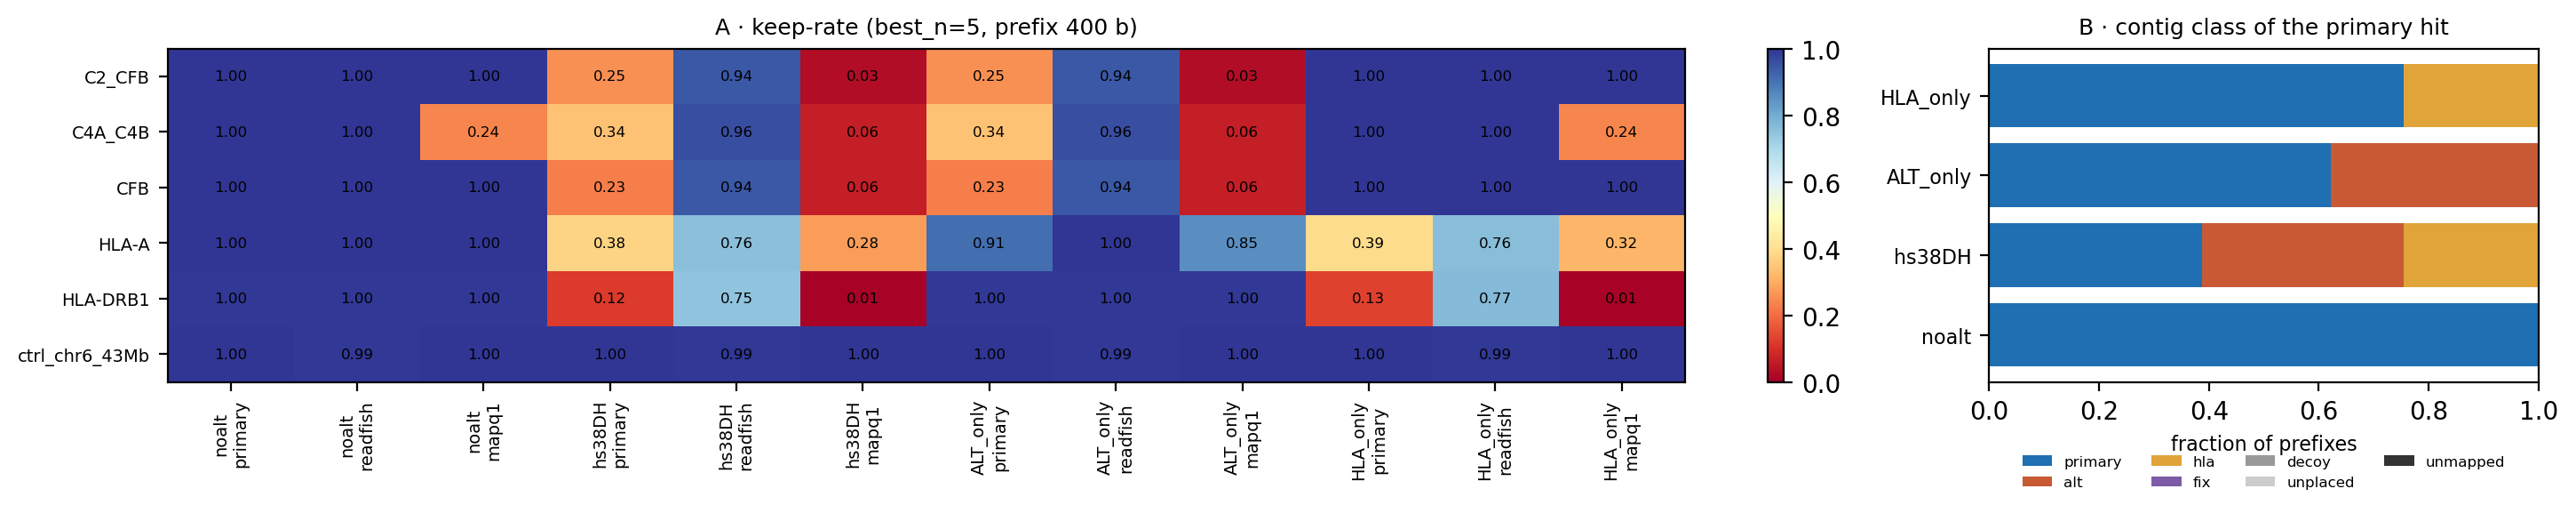 A · keep-rate (best_n=5, prefix 400 b)
C2_CFB 1.00 1.00 1.00 0.25 0.94 0.03 0.25 0.94 0.03 1.00 1.00 1.00
C4A_C4B 1.00 1.00 0.24 0.34 0.96 0.06 0.34 0.96 0.06 1.00 1.00 0.24
CFB 1.00 1.00 1.00 0.23 0.94 0.06 0.23 0.94 0.06 1.00 1.00 1.00
HLA-A 1.00 1.00 1.00 0.38 0.76 0.28 0.91 1.00 0.85 0.39 0.76 0.32
HLA-DRB1 1.00 1.00 1.00 0.12 0.75 0.01 1.00 1.00 1.00 0.13 0.77 0.01
ctrl_chr6_43Mb 1.00 0.99 1.00 1.00 0.99 1.00 1.00 0.99 1.00 1.00 0.99 1.00
noalt
primary
noalt
readfish
noalt
mapq1
hs38DH
primary
hs38DH
readfish
hs38DH
mapq1
ALT_only
primary
ALT_only
readfish
ALT_only
mapq1
HLA_only
primary
HLA_only
readfish
HLA_only
mapq1
1.0
0.8
0.6
0.4
0.2
0.0
B · contig class of the primary hit
HLA_only
ALT_only
hs38DH
noalt
0.0 0.2 0.4 0.6 0.8 1.0
fraction of prefixes
primary hla decoy unmapped
alt fix unplaced